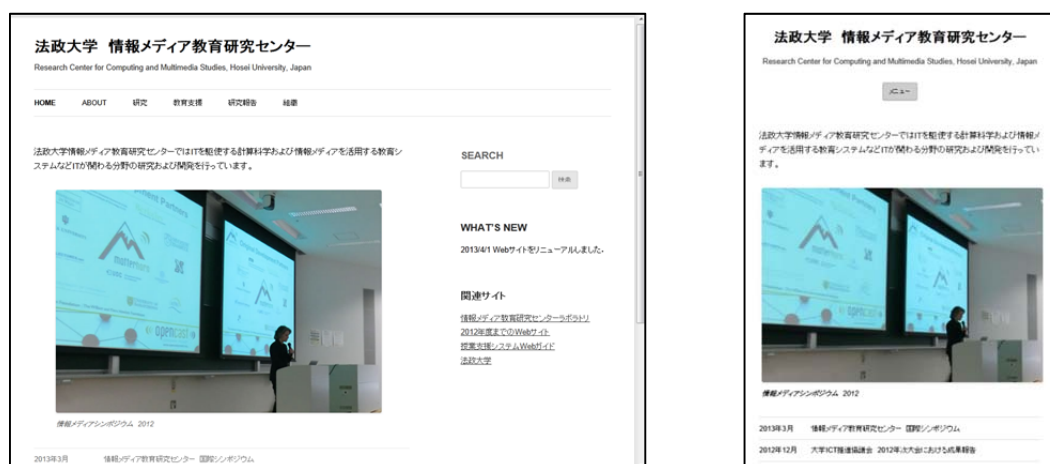 法政大学 情報メディア教育研究センター
Research Center for Computing and Multimedia Studies, Hosei University, Japan
HOME ABOUT 研究 教育支援 研究報告 組織
法政大学情報メディア教育研究センターではITを駆使する計算科学および情報メディアを活用する教育シ
ステムなどITが関わる分野の研究および開発を行っています。
matterhorn
opencast
情報メディアシンポジウム 2012
2013年3月 情報メディア教育研究センター 国際シンポジウム
SEARCH
検索
WHAT'S NEW
2013/4/1 Webサイトをリニューアルしました。
関連サイト
情報メディア教育研究センターラボラトリ
2012年度までのWebサイト
授業支援システムWebガイド
法政大学
法政大学 情報メディア教育研究センター
Research Center for Computing and Multimedia Studies, Hosei University, Japan
メニュー
法政大学情報メディア教育研究センターではITを駆使する計算科学および情報メ
ディアを活用する教育システムなどITが関わる分野の研究および開発を行ってい
ます。
matterhorn
opencast
情報メディアシンポジウム 2012
2013年3月 情報メディア教育研究センター 国際シンポジウム
2012年12月 大学ICT推進協議会 2012年次大会における成果報告